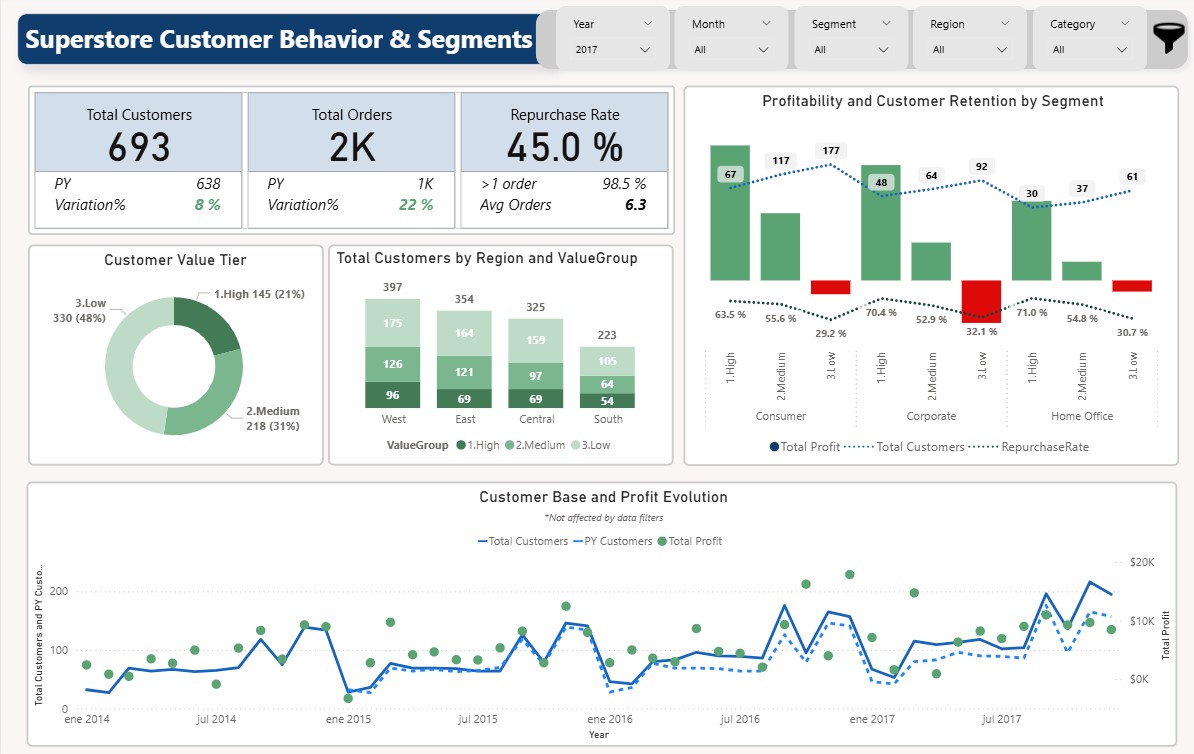 Superstore Customer Behavior & Segments
Year
2017
Month
All
Segment
All
Region
All
Category
All
Total Customers
693
PY 638
Variation% 8 %
Total Orders
2K
PY 1K
Variation% 22 %
Repurchase Rate
45.0 %
>1 order 98.5 %
Avg Orders 6.3
Profitability and Customer Retention by Segment
67
117
177
48
64
92
30
37
61
63.5 %
55.6 %
29.2 %
70.4 %
52.9 %
32.1 %
71.0 %
54.8 %
30.7 %
1.High
2.Medium
3.Low
1.High
2.Medium
3.Low
1.High
2.Medium
3.Low
Consumer
Corporate
Home Office
Total Profit Total Customers RepurchaseRate
Customer Value Tier
3.Low
330 (48%)
1.High 145 (21%)
2.Medium
218 (31%)
Total Customers by Region and ValueGroup
397
354
325
223
175
164
159
105
126
121
97
64
96
69
69
54
West
East
Central
South
ValueGroup 1.High 2.Medium 3.Low
Customer Base and Profit Evolution
*Not affected by data filters
Total Customers PY Customers Total Profit
Total Customers and PY Custo...
200
100
0
$20K
$10K
$0K
Total Profit
ene 2014
jul 2014
ene 2015
jul 2015
ene 2016
jul 2016
ene 2017
jul 2017
Year